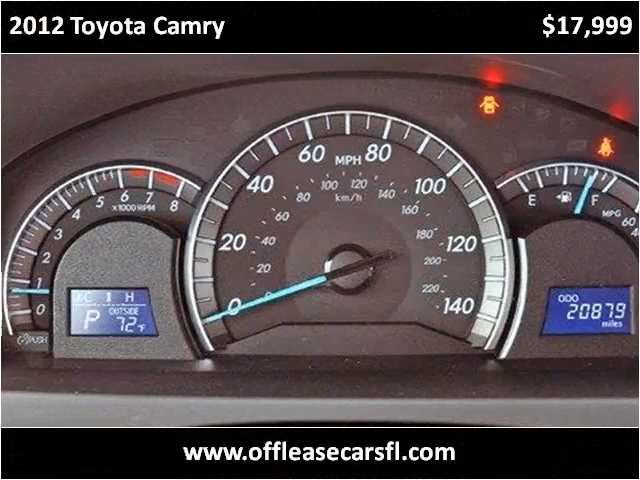 2012 Toyota Camry $17,999
60 MPH 80
40 100
20 120
0 140
20 40 60 80 100 120 140 160 180 200 220
km/h
0 1 2 3 4 5 6 7 8
x1000 RPM
E F
MPG
60
C H
P OUTSIDE
72°F
PUSH
ODO
20879
miles
www.offleasecarsfl.com